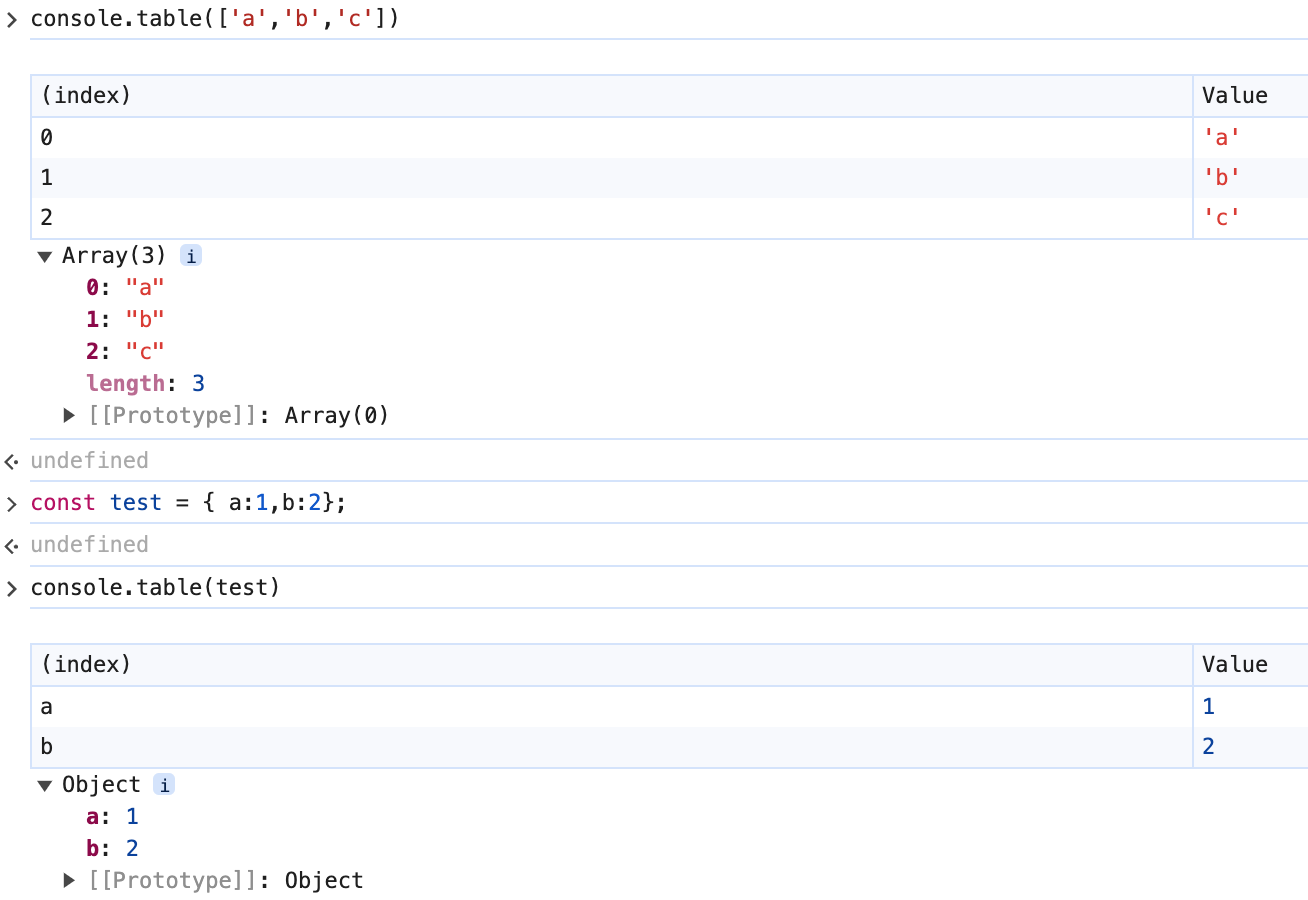 console.table(['a','b','c'])
(index) Value
0 'a'
1 'b'
2 'c'
Array(3) i
0: "a"
1: "b"
2: "c"
length: 3
[[Prototype]]: Array(0)
undefined
const test = { a:1,b:2};
undefined
console.table(test)
(index) Value
a 1
b 2
Object i
a: 1
b: 2
[[Prototype]]: Object